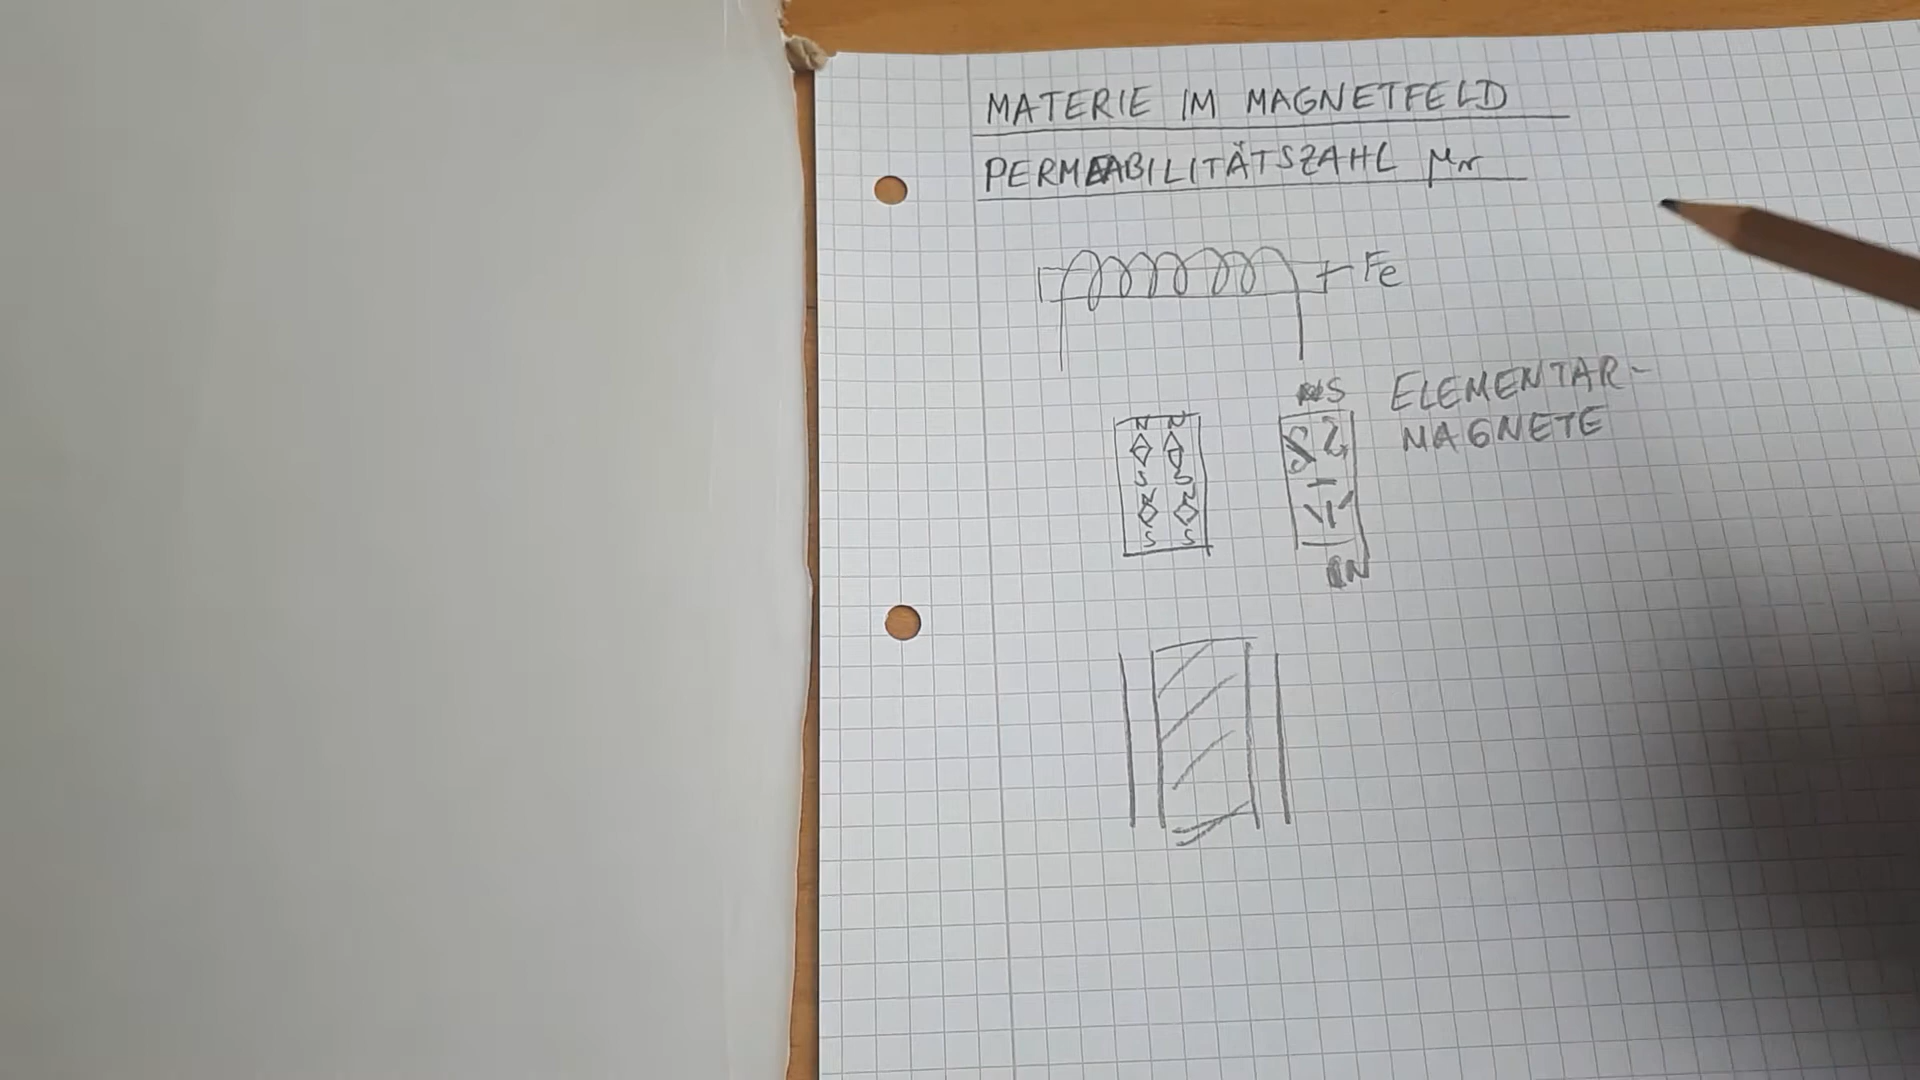 MATERIE IM MAGNETFELD
PERMEABILITÄTSZAHL μr
Fe
S ELEMENTAR-
MAGNETE
N N
S S
N N
S S
N